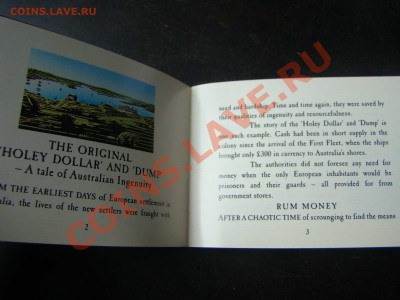 COINS.LAVE.RU
THE ORIGINAL
'HOLEY DOLLAR' AND 'DUMP'
– A tale of Australian Ingenuity
OM THE EARLIEST DAYS of European settlement in
alia, the lives of the new settlers were fraught with
2
need and hardship. Time and time again, they were saved by
their qualities of ingenuity and resourcefulness.
The story of the 'Holey Dollar' and 'Dump' is
one such example. Cash had been in short supply in the
colony since the arrival of the First Fleet, when the ships
brought only $300 in currency to Australia's shores.
The authorities did not foresee any need for
money when the only European inhabitants would be
prisoners and their guards – all provided for from
government stores.
RUM MONEY
AFTER A CHAOTIC TIME of scrounging to find the means
3
COINS.LAVE.RU